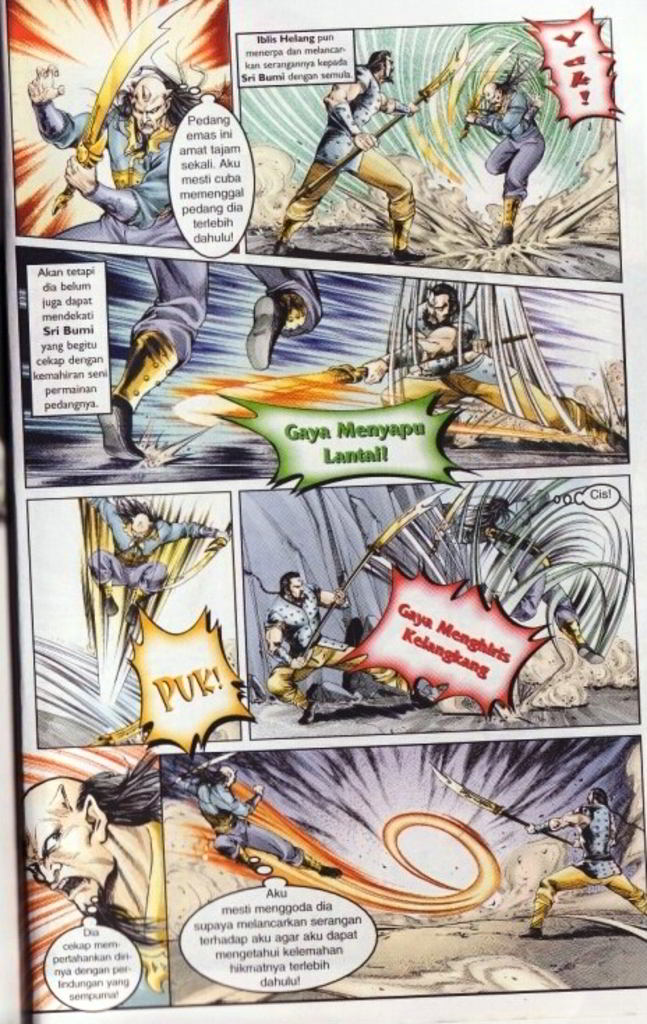 Pedang
emas ini
amat tajam
sekali. Aku
mesti cuba
memenggal
pedang dia
terlebih
dahulu!
Iblis Helang pun
menerpa dan melancar-
kan serangannya kepada
Sri Bumi dengan semula.
Yak!
Akan tetapi
dia belum
juga dapat
mendekati
Sri Bumi
yang begitu
cekap dengan
kemahiran seni
permainan
pedangnya.
Gaya Menyapu
Lantai!
PUK!
Cis!
Gaya Menghiris
Kelangkang
Dia
cekap mem-
pertahankan diri-
nya dengan per-
lindungan yang
sempurna!
Aku
mesti menggoda dia
supaya melancarkan serangan
terhadap aku agar aku dapat
mengetahui kelemahan
hikmatnya terlebih
dahulu!